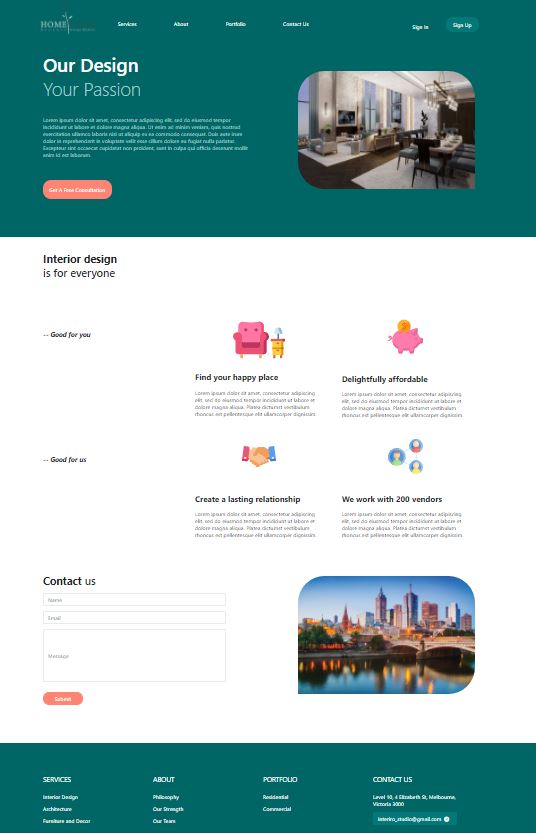 HOME
Services
About
Portfolio
Contact Us
Sign In
Sign Up
Our Design
Your Passion
Lorem ipsum dolor sit amet, consectetur adipiscing
elit, sed do eiusmod tempor
incididunt ut labore et dolore magna aliqua. Ut enim ad minim veniam, quis nostrud
exercitation ullamco laboris nisi ut aliquip ex ea commodo consequat. Duis aute irure
dolor in reprehenderit in voluptate velit esse cillum dolore eu fugiat nulla pariatur.
Excepteur sint occaecat cupidatat non proident, sunt in culpa qui officia deserunt mollit
anim id est laborum.
Get A Free Consultation
Interior design
is for everyone
-- Good for you
Find your happy place
Lorem ipsum dolor sit amet, consectetur adipiscing
elit, sed do eiusmod tempor incididunt ut labore et
dolore magna aliqua. Platea dictumst vestibulum
rhoncus est pellentesque elit ullamcorper dignissim.
Delightfully affordable
Lorem ipsum dolor sit amet, consectetur adipiscing
elit, sed do eiusmod tempor incididunt ut labore et
dolore magna aliqua. Platea dictumst vestibulum
rhoncus est pellentesque elit ullamcorper dignissim.
-- Good for us
Create a lasting relationship
Lorem ipsum dolor sit amet, consectetur adipiscing
elit, sed do eiusmod tempor incididunt ut labore et
dolore magna aliqua. Platea dictumst vestibulum
rhoncus est pellentesque elit ullamcorper dignissim.
We work with 200 vendors
Lorem ipsum dolor sit amet, consectetur adipiscing
elit, sed do eiusmod tempor incididunt ut labore et
dolore magna aliqua. Platea dictumst vestibulum
rhoncus est pellentesque elit ullamcorper dignissim.
Contact us
Name
Email
Message
Submit
SERVICES
Interior Design
Architecture
Furniture and Decor
ABOUT
Philosophy
Our Strength
Our Team
PORTFOLIO
Residential
Commercial
CONTACT US
Level 10, 4 Elizabeth St, Melbourne,
Victoria 3000
interiro_studio@gmail.com